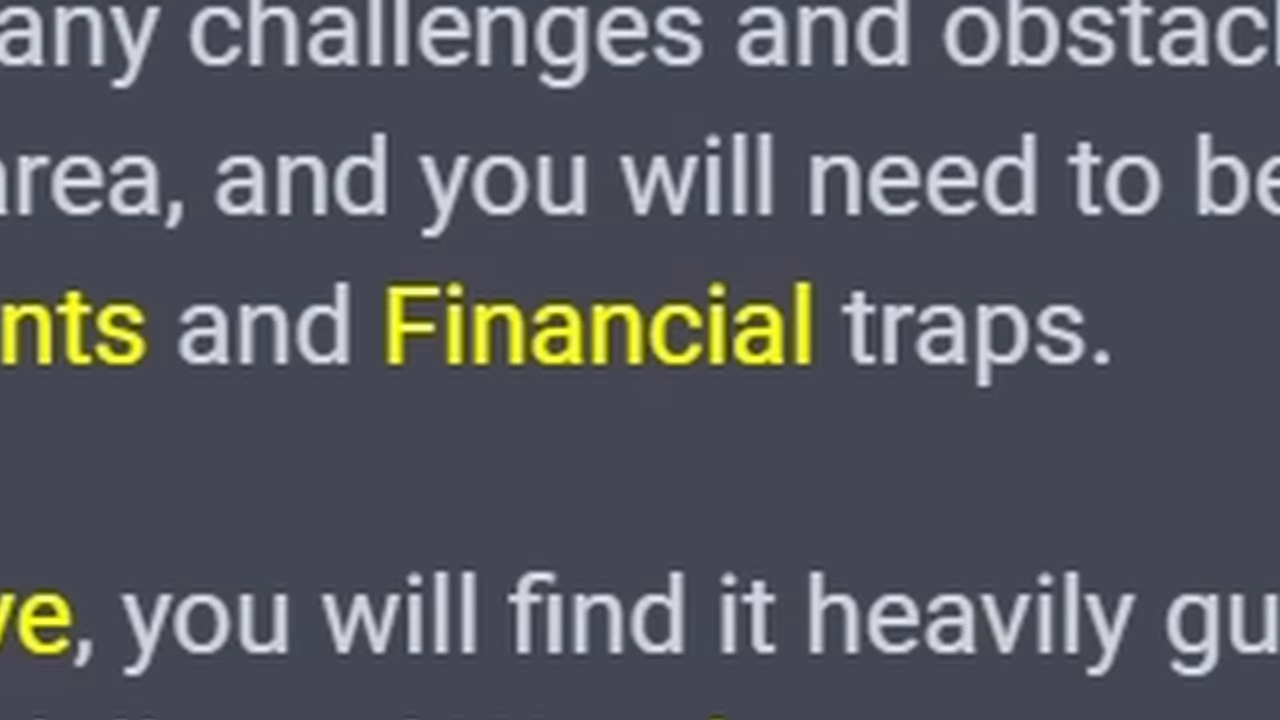 any challenges and obstacl
area, and you will need to be
nts and Financial traps.
ve, you will find it heavily gu